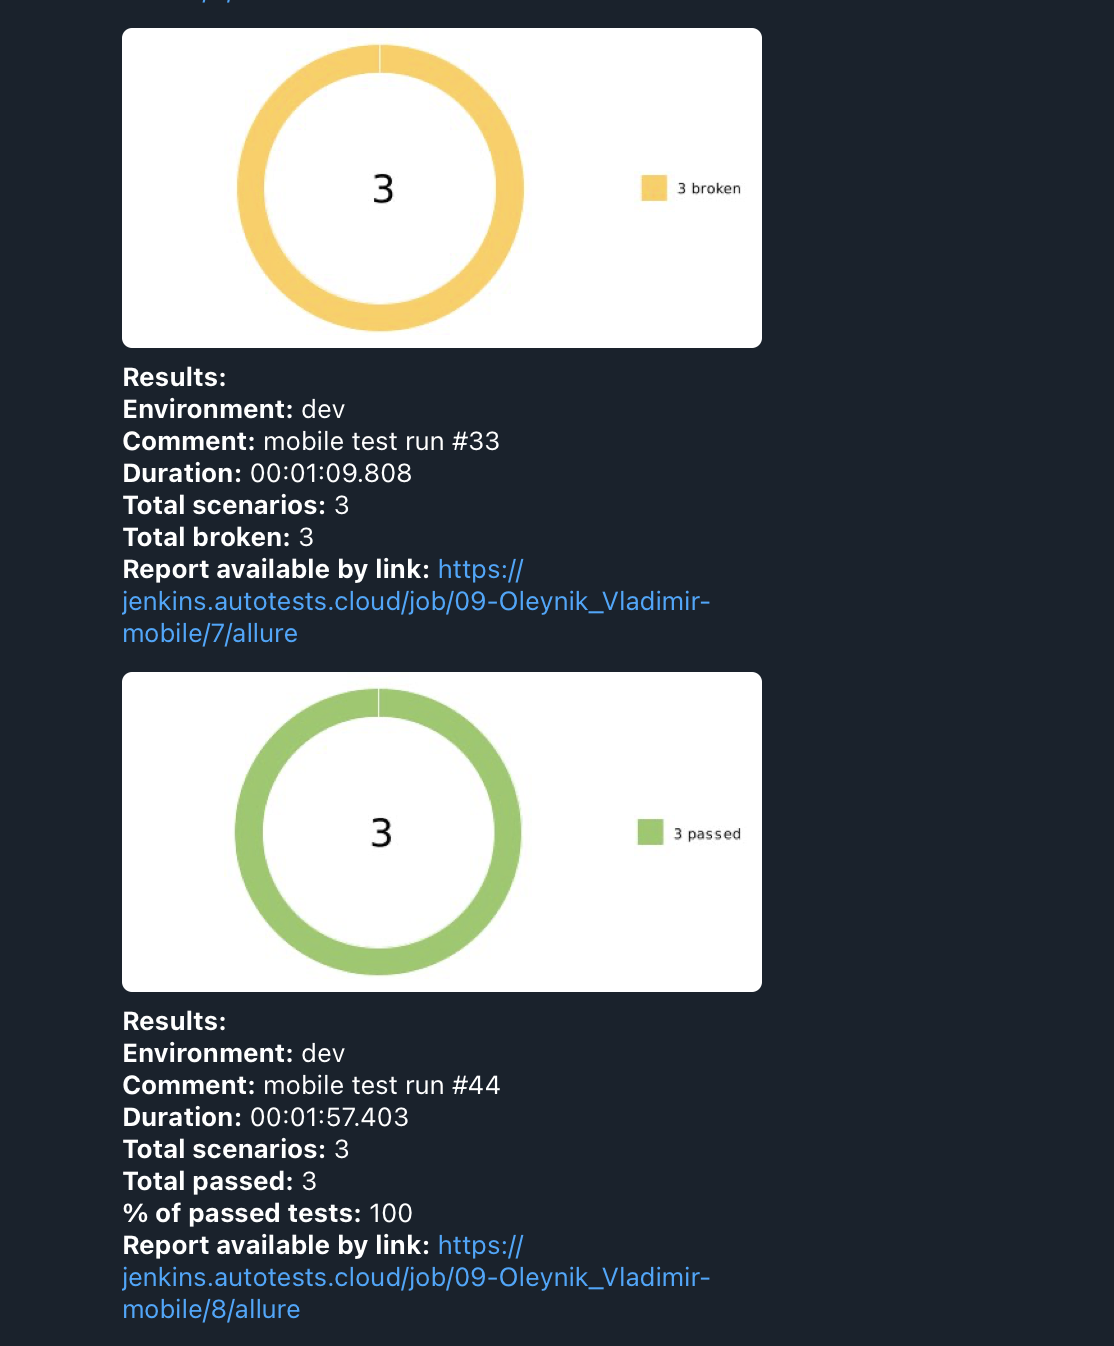 3
3 broken
Results:
Environment: dev
Comment: mobile test run #33
Duration: 00:01:09.808
Total scenarios: 3
Total broken: 3
Report available by link: https://
jenkins.autotests.cloud/job/09-Oleynik_Vladimir-
mobile/7/allure
3
3 passed
Results:
Environment: dev
Comment: mobile test run #44
Duration: 00:01:57.403
Total scenarios: 3
Total passed: 3
% of passed tests: 100
Report available by link: https://
jenkins.autotests.cloud/job/09-Oleynik_Vladimir-
mobile/8/allure